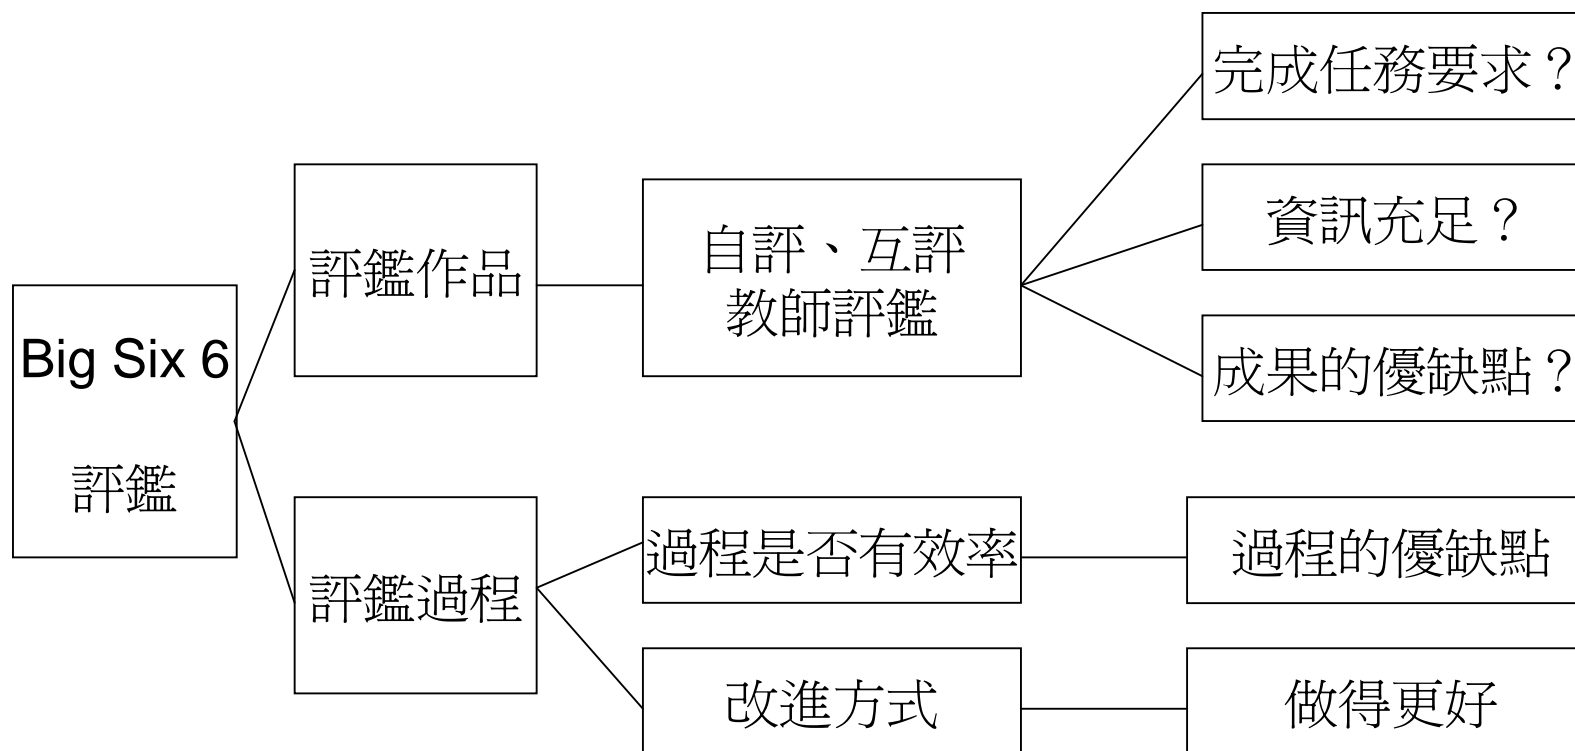 Big Six 6
評鑑
評鑑作品
自評、互評
教師評鑑
完成任務要求？
資訊充足？
成果的優缺點？
評鑑過程
過程是否有效率
過程的優缺點
改進方式
做得更好